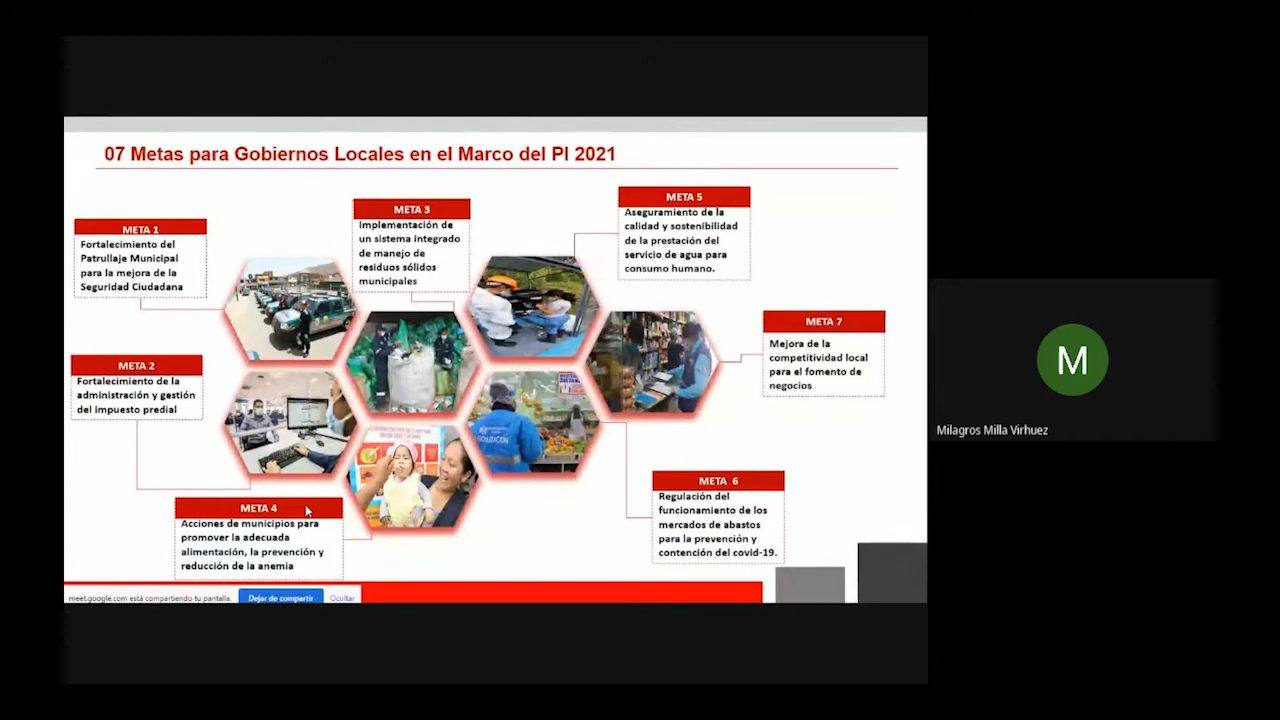 07 Metas para Gobiernos Locales en el Marco del PI 2021
META 1
Fortalecimiento del
Patrullaje Municipal
para la mejora de la
Seguridad Ciudadana
META 2
Fortalecimiento de la
administración y gestión
del impuesto predial
META 3
Implementación de
un sistema integrado
de manejo de
residuos sólidos
municipales
META 4
Acciones de municipios para
promover la adecuada
alimentación, la prevención y
reducción de la anemia
META 5
Aseguramiento de la
calidad y sostenibilidad
de la prestación del
servicio de agua para
consumo humano.
META 6
Regulación del
funcionamiento de los
mercados de abastos
para la prevención y
contención del covid-19.
META 7
Mejora de la
competitividad local
para el fomento de
negocios
meet.google.com está compartiendo tu pantalla.
Dejar de compartir
Ocultar
M
Milagros Milla Virhuez